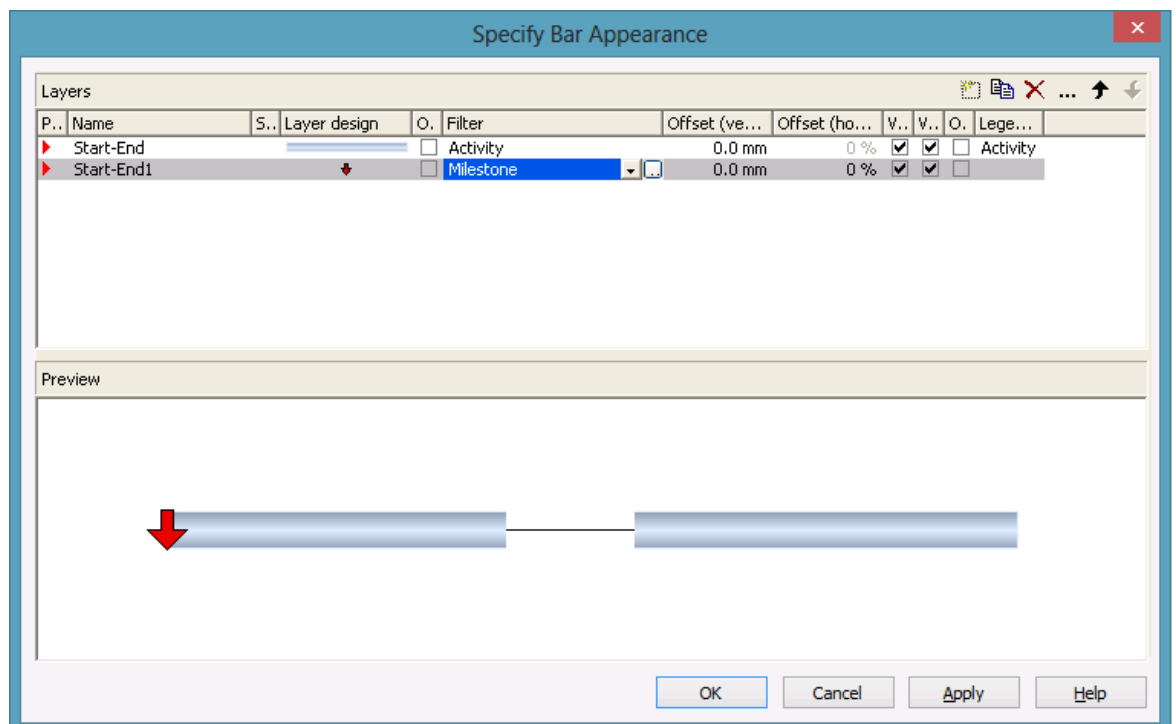 Specify Bar Appearance
Layers
P.. Name S.. Layer design O. Filter Offset (ve... Offset (ho... V.. V.. O. Lege...
Start-End Activity 0.0 mm 0 % Activity
Start-End1 Milestone 0.0 mm 0 %
Preview
OK Cancel Apply Help